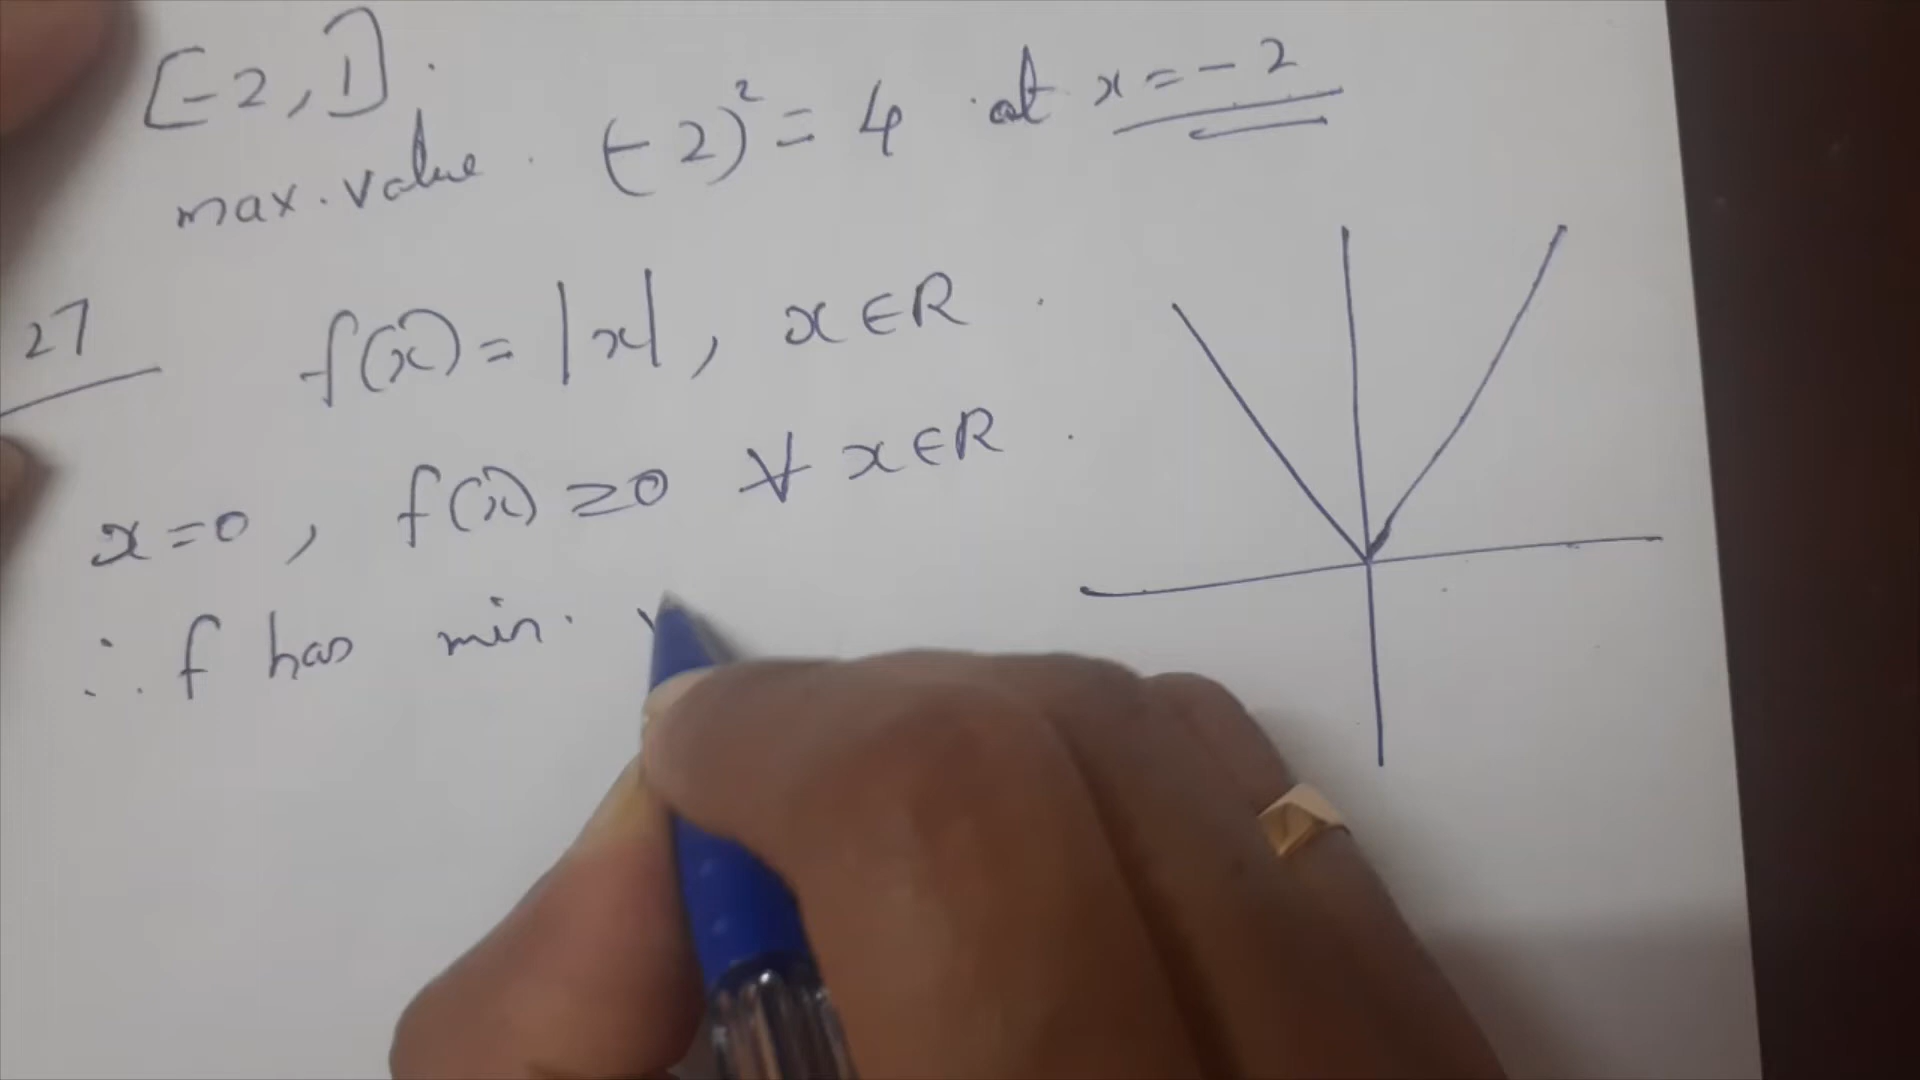 [-2, 1].
max. value. (-2)² = 4 at x = -2
27 f(x) = |x|, x ∈ R.
x = 0, f(x) ≥ 0 ∀ x ∈ R.
∴ f has min.